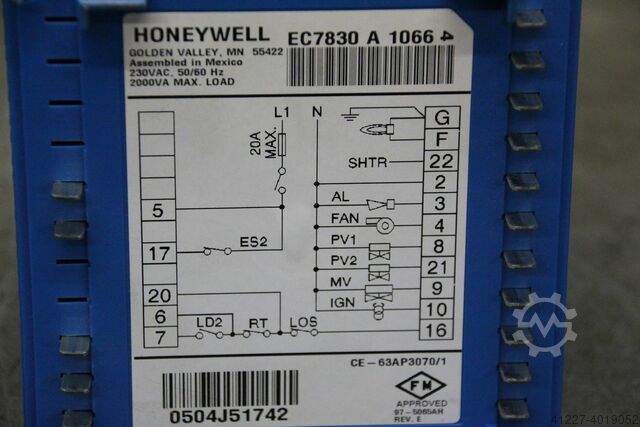 HONEYWELL
GOLDEN VALLEY, MN 55422
Assembled in Mexico
230VAC, 50/60 Hz
2000VA MAX. LOAD
EC7830 A 1066 4
L1 N
20A
MAX.
G
F
SHTR 22
2
AL 3
5
FAN 4
PV1 8
17 ES2
PV2 21
MV 9
20
IGN 10
6
7 LD2 RT LOS 16
CE-63AP3070/1
0504J51742
FM
APPROVED
97-5065AH
REV. E
41227-4019052